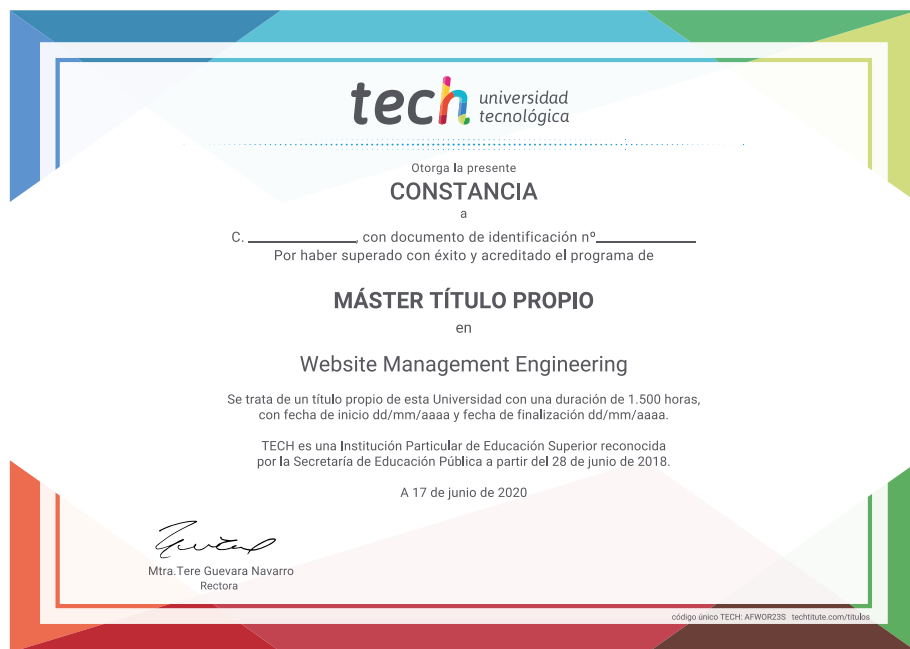 tech universidad
tecnológica
Otorga la presente
CONSTANCIA
a
C. ______________, con documento de identificación nº_____________
Por haber superado con éxito y acreditado el programa de
MÁSTER TÍTULO PROPIO
en
Website Management Engineering
Se trata de un título propio de esta Universidad con una duración de 1.500 horas,
con fecha de inicio dd/mm/aaaa y fecha de finalización dd/mm/aaaa.
TECH es una Institución Particular de Educación Superior reconocida
por la Secretaría de Educación Pública a partir del 28 de junio de 2018.
A 17 de junio de 2020
Mtra.Tere Guevara Navarro
Rectora
código único TECH: AFWOR23S techtitute.com/titulos